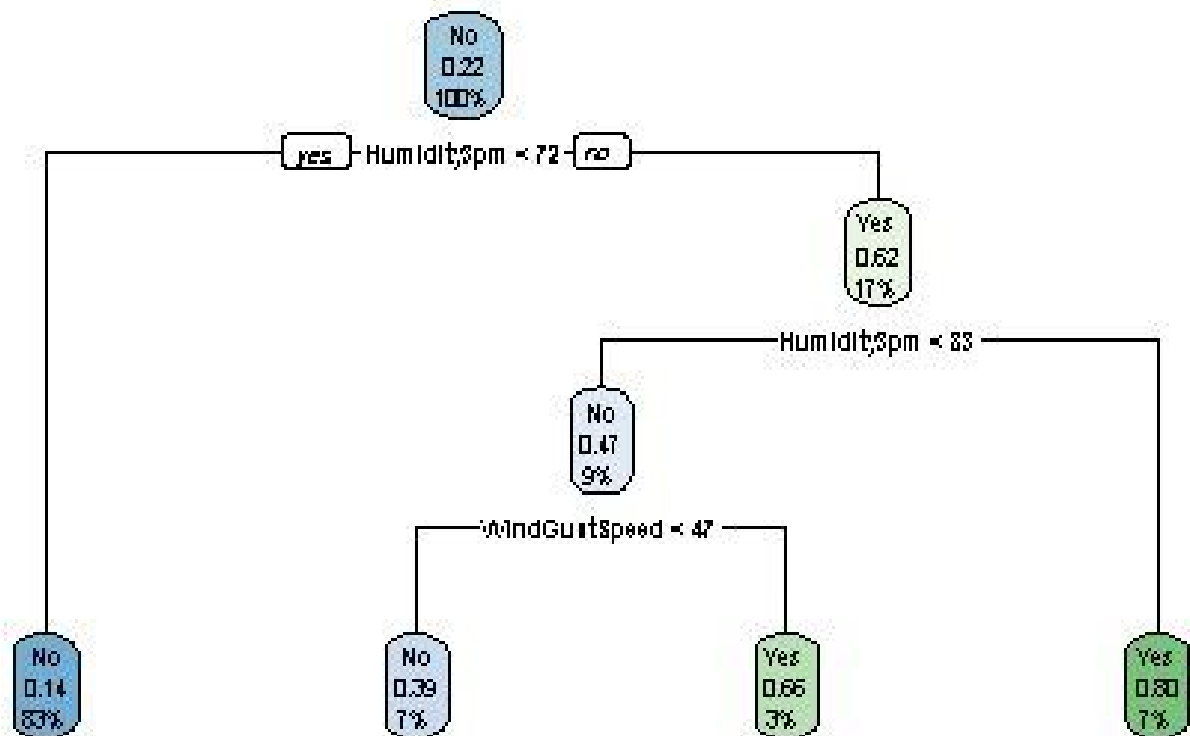 No
0.22
100%
yes Humidity3pm < 72 no
Yes
0.62
17%
Humidity3pm < 83
No
0.47
9%
WindGustSpeed < 47
No
0.14
83%
No
0.39
7%
Yes
0.66
3%
Yes
0.80
7%